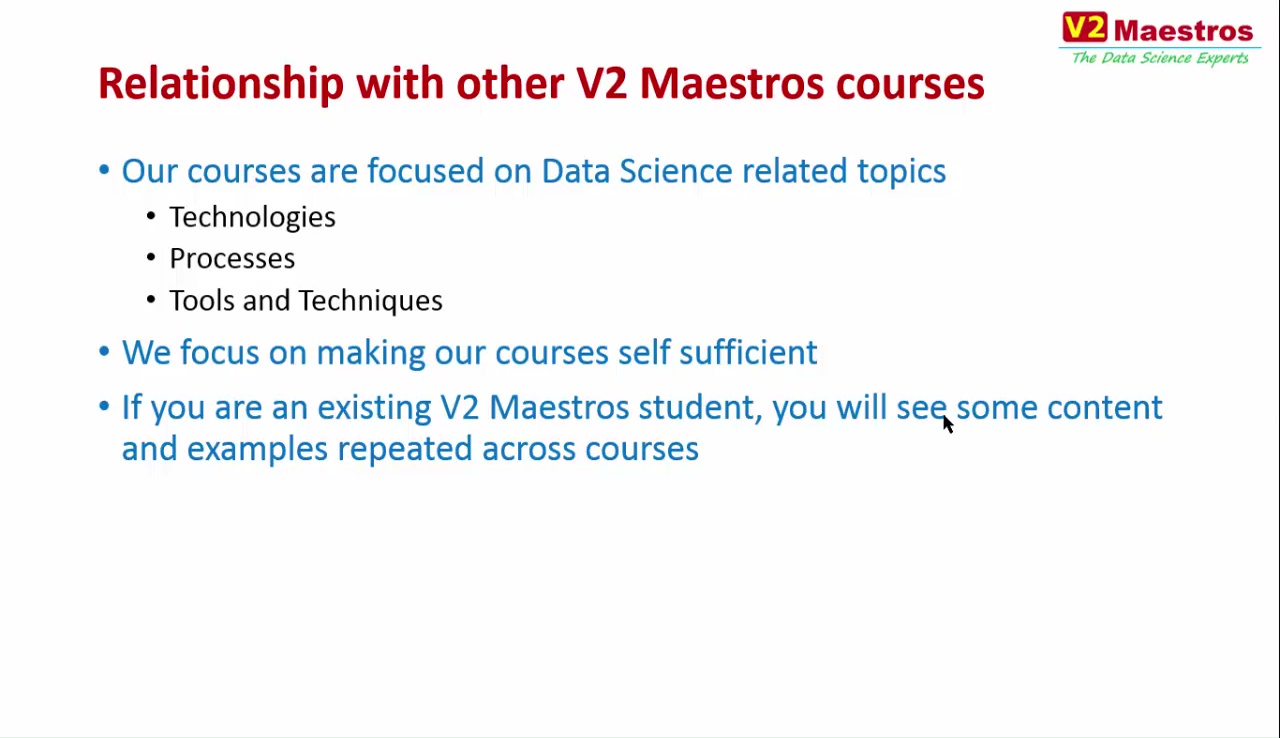 V2 Maestros
The Data Science Experts
Relationship with other V2 Maestros courses
• Our courses are focused on Data Science related topics
• Technologies
• Processes
• Tools and Techniques
• We focus on making our courses self sufficient
• If you are an existing V2 Maestros student, you will see some content
and examples repeated across courses